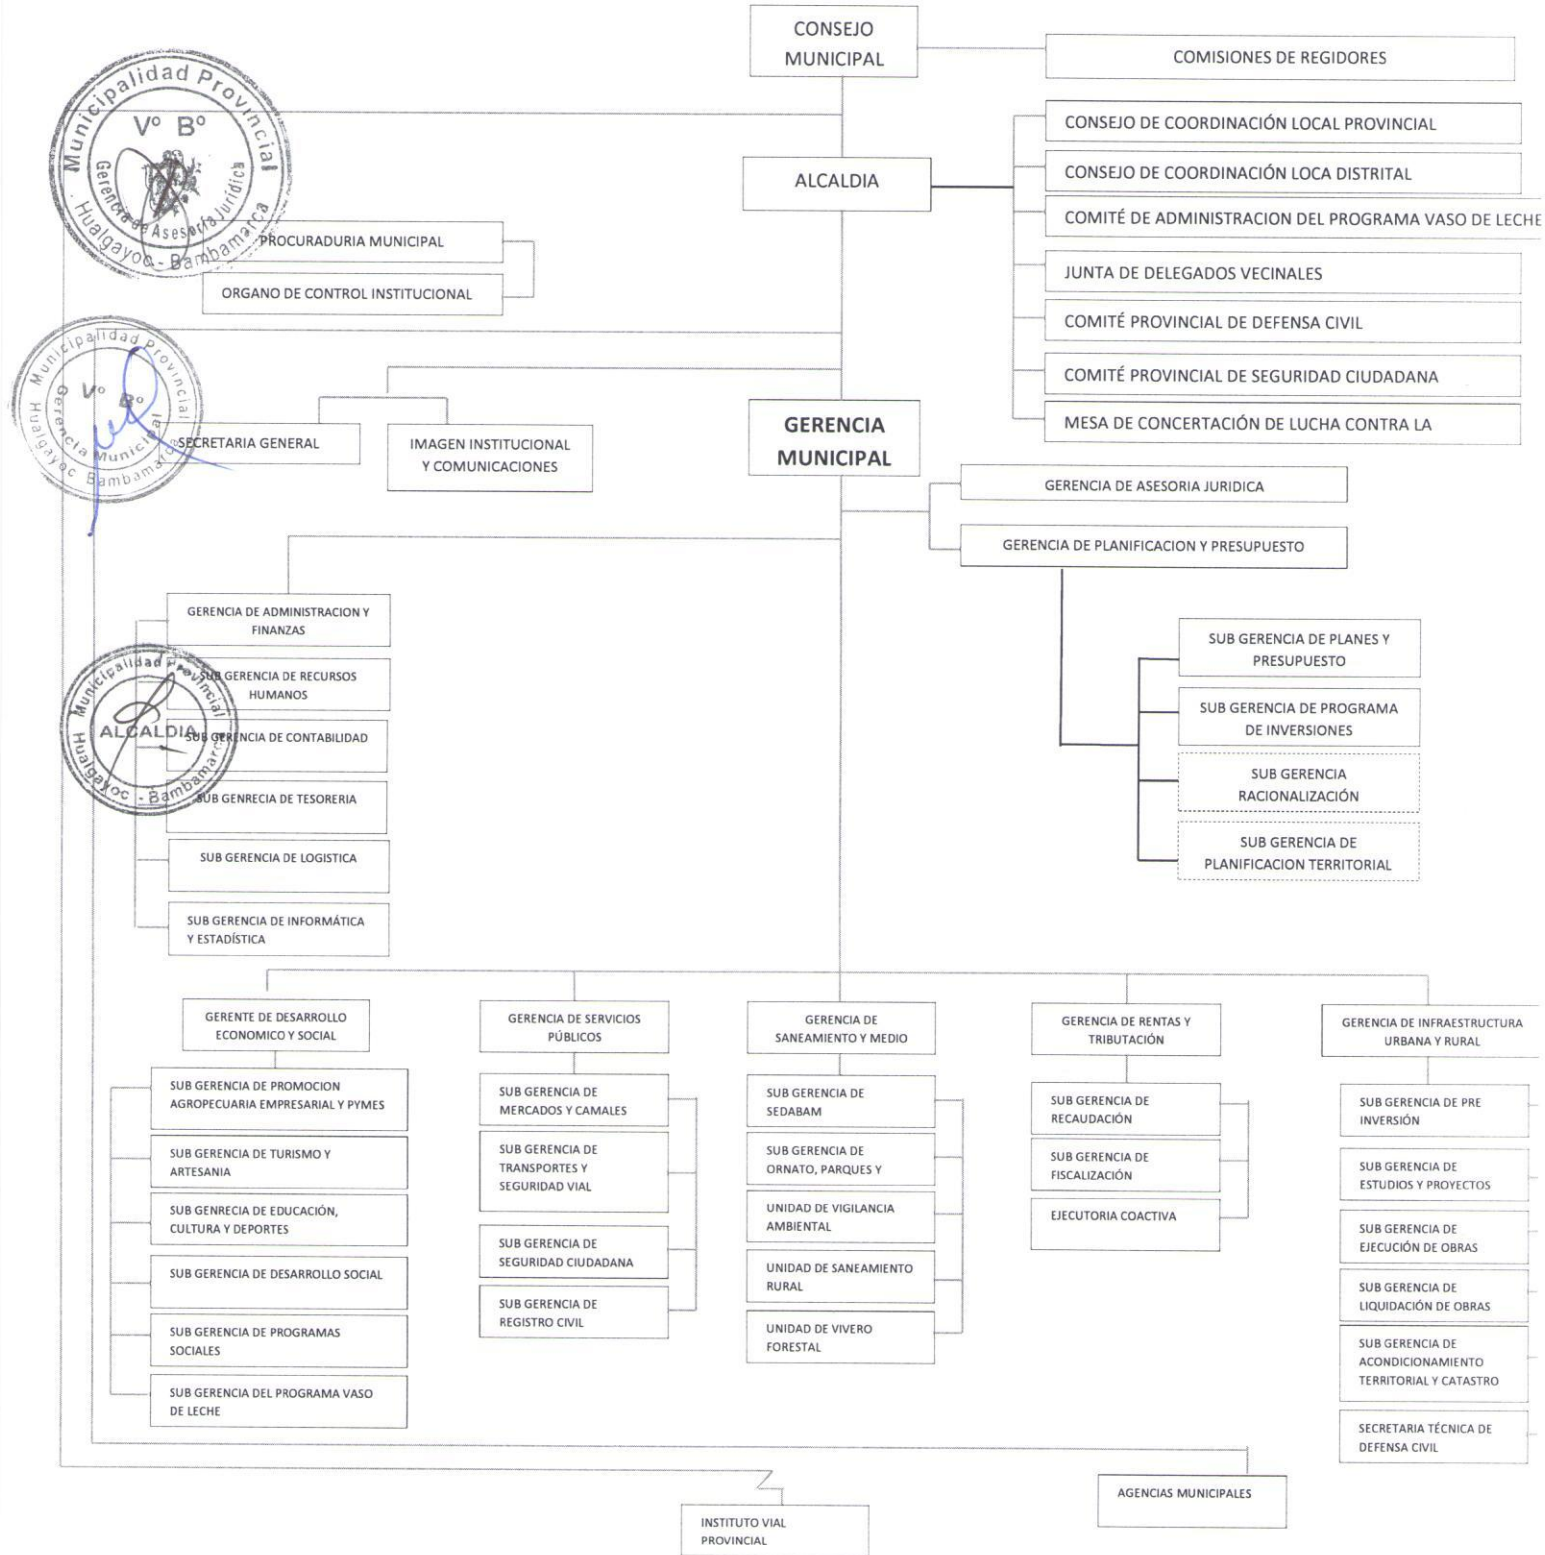 CONSEJO
MUNICIPAL
COMISIONES DE REGIDORES
Municipalidad Provincial
Vº Bº
Gerencia de Asesoría Jurídica
Hualgayoc - Bambamarca
ALCALDIA
CONSEJO DE COORDINACIÓN LOCAL PROVINCIAL
CONSEJO DE COORDINACIÓN LOCA DISTRITAL
COMITÉ DE ADMINISTRACION DEL PROGRAMA VASO DE LECHE
JUNTA DE DELEGADOS VECINALES
COMITÉ PROVINCIAL DE DEFENSA CIVIL
COMITÉ PROVINCIAL DE SEGURIDAD CIUDADANA
MESA DE CONCERTACIÓN DE LUCHA CONTRA LA
PROCURADURIA MUNICIPAL
ORGANO DE CONTROL INSTITUCIONAL
Municipalidad Provincial
Vº Bº
Gerencia Municipal
Hualgayoc Bambamarca
SECRETARIA GENERAL
IMAGEN INSTITUCIONAL
Y COMUNICACIONES
GERENCIA
MUNICIPAL
GERENCIA DE ASESORIA JURIDICA
GERENCIA DE PLANIFICACION Y PRESUPUESTO
SUB GERENCIA DE PLANES Y
PRESUPUESTO
SUB GERENCIA DE PROGRAMA
DE INVERSIONES
SUB GERENCIA
RACIONALIZACIÓN
SUB GERENCIA DE
PLANIFICACION TERRITORIAL
GERENCIA DE ADMINISTRACION Y
FINANZAS
Municipalidad Provincial
ALCALDIA
Hualgayoc - Bambamarca
SUB GERENCIA DE RECURSOS
HUMANOS
SUB GERENCIA DE CONTABILIDAD
SUB GENRECIA DE TESORERIA
SUB GERENCIA DE LOGISTICA
SUB GERENCIA DE INFORMÁTICA
Y ESTADÍSTICA
GERENTE DE DESARROLLO
ECONOMICO Y SOCIAL
SUB GERENCIA DE PROMOCION
AGROPECUARIA EMPRESARIAL Y PYMES
SUB GERENCIA DE TURISMO Y
ARTESANIA
SUB GENRECIA DE EDUCACIÓN,
CULTURA Y DEPORTES
SUB GERENCIA DE DESARROLLO SOCIAL
SUB GERENCIA DE PROGRAMAS
SOCIALES
SUB GERENCIA DEL PROGRAMA VASO
DE LECHE
GERENCIA DE SERVICIOS
PÚBLICOS
SUB GERENCIA DE
MERCADOS Y CAMALES
SUB GERENCIA DE
TRANSPORTES Y
SEGURIDAD VIAL
SUB GERENCIA DE
SEGURIDAD CIUDADANA
SUB GERENCIA DE
REGISTRO CIVIL
GERENCIA DE
SANEAMIENTO Y MEDIO
SUB GERENCIA DE
SEDABAM
SUB GERENCIA DE
ORNATO, PARQUES Y
UNIDAD DE VIGILANCIA
AMBIENTAL
UNIDAD DE SANEAMIENTO
RURAL
UNIDAD DE VIVERO
FORESTAL
GERENCIA DE RENTAS Y
TRIBUTACIÓN
SUB GERENCIA DE
RECAUDACIÓN
SUB GERENCIA DE
FISCALIZACIÓN
EJECUTORIA COACTIVA
GERENCIA DE INFRAESTRUCTURA
URBANA Y RURAL
SUB GERENCIA DE PRE
INVERSIÓN
SUB GERENCIA DE
ESTUDIOS Y PROYECTOS
SUB GERENCIA DE
EJECUCIÓN DE OBRAS
SUB GERENCIA DE
LIQUIDACIÓN DE OBRAS
SUB GERENCIA DE
ACONDICIONAMIENTO
TERRITORIAL Y CATASTRO
SECRETARIA TÉCNICA DE
DEFENSA CIVIL
AGENCIAS MUNICIPALES
INSTITUTO VIAL
PROVINCIAL